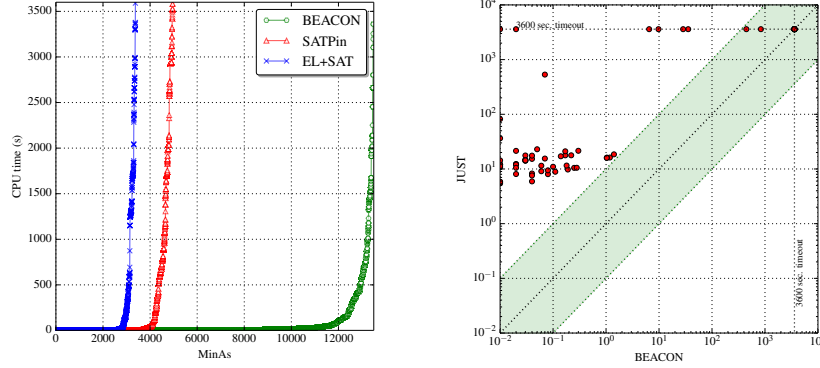 3500
3000
2500
2000
1500
1000
500
0
CPU time (s)
0 2000 4000 6000 8000 10000 12000
MinAs
BEACON
SATPin
EL+SAT
10^4
10^3
10^2
10^1
10^0
10^-1
10^-2
JUST
3600 sec. timeout
3600 sec. timeout
10^-2 10^-1 10^0 10^1 10^2 10^3
BEACON